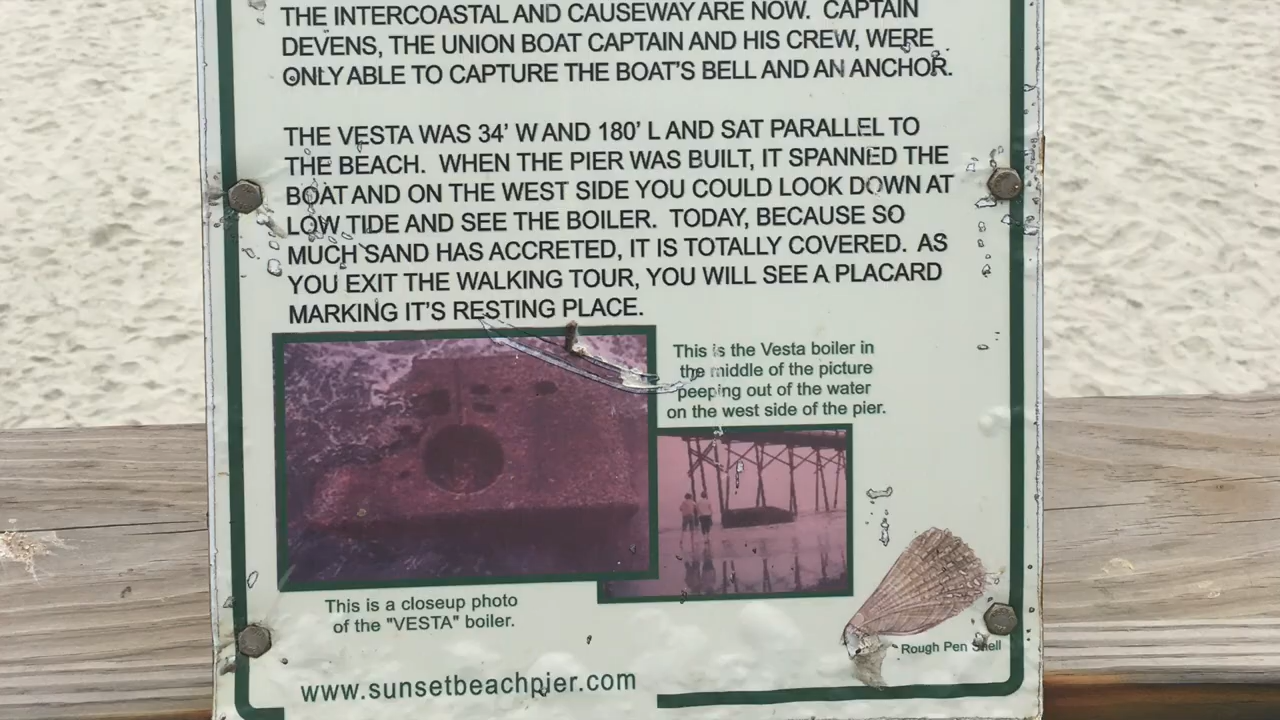 THE INTERCOASTAL AND CAUSEWAY ARE NOW. CAPTAIN
DEVENS, THE UNION BOAT CAPTAIN AND HIS CREW, WERE
ONLY ABLE TO CAPTURE THE BOAT'S BELL AND AN ANCHOR.
THE VESTA WAS 34' W AND 180' L AND SAT PARALLEL TO
THE BEACH. WHEN THE PIER WAS BUILT, IT SPANNED THE
BOAT AND ON THE WEST SIDE YOU COULD LOOK DOWN AT
LOW TIDE AND SEE THE BOILER. TODAY, BECAUSE SO
MUCH SAND HAS ACCRETED, IT IS TOTALLY COVERED. AS
YOU EXIT THE WALKING TOUR, YOU WILL SEE A PLACARD
MARKING IT'S RESTING PLACE.
This is the Vesta boiler in
the middle of the picture
peeping out of the water
on the west side of the pier.
This is a closeup photo
of the "VESTA" boiler.
Rough Pen Shell
www.sunsetbeachpier.com